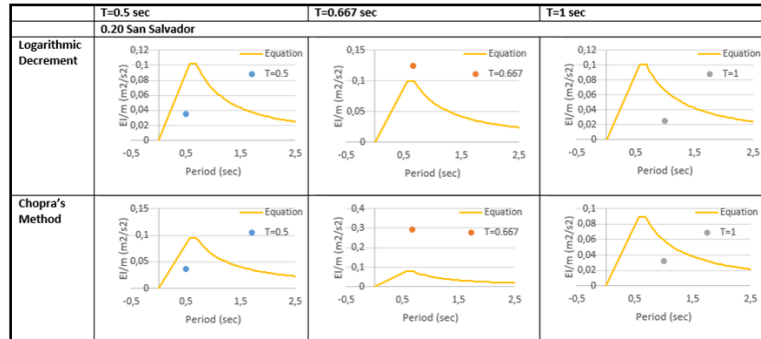 T=0.5 sec
T=0.667 sec
T=1 sec
0.20 San Salvador
Logarithmic
Decrement
EI/m (m2/s2)
0,12
0,1
0,08
0,06
0,04
0,02
0
-0,5
0,5
1,5
2,5
Period (sec)
Equation
T=0.5
EI/m (m2/s2)
0,15
0,1
0,05
0
-0,5
0,5
1,5
2,5
Period (sec)
Equation
T=0.667
EI/m (m2/s2)
0,12
0,1
0,08
0,06
0,04
0,02
0
-0,5
0,5
1,5
2,5
Period (sec)
Equation
T=1
Chopra's
Method
EI/m (m2/s2)
0,15
0,1
0,05
0
-0,5
0,5
1,5
2,5
Period (sec)
Equation
T=0.5
EI/m (m2/s2)
0,4
0,3
0,2
0,1
0
-0,5
0,5
1,5
2,5
Period (sec)
Equation
T=0.667
EI/m (m2/s2)
0,1
0,08
0,06
0,04
0,02
0
-0,5
0,5
1,5
2,5
Period (sec)
Equation
T=1